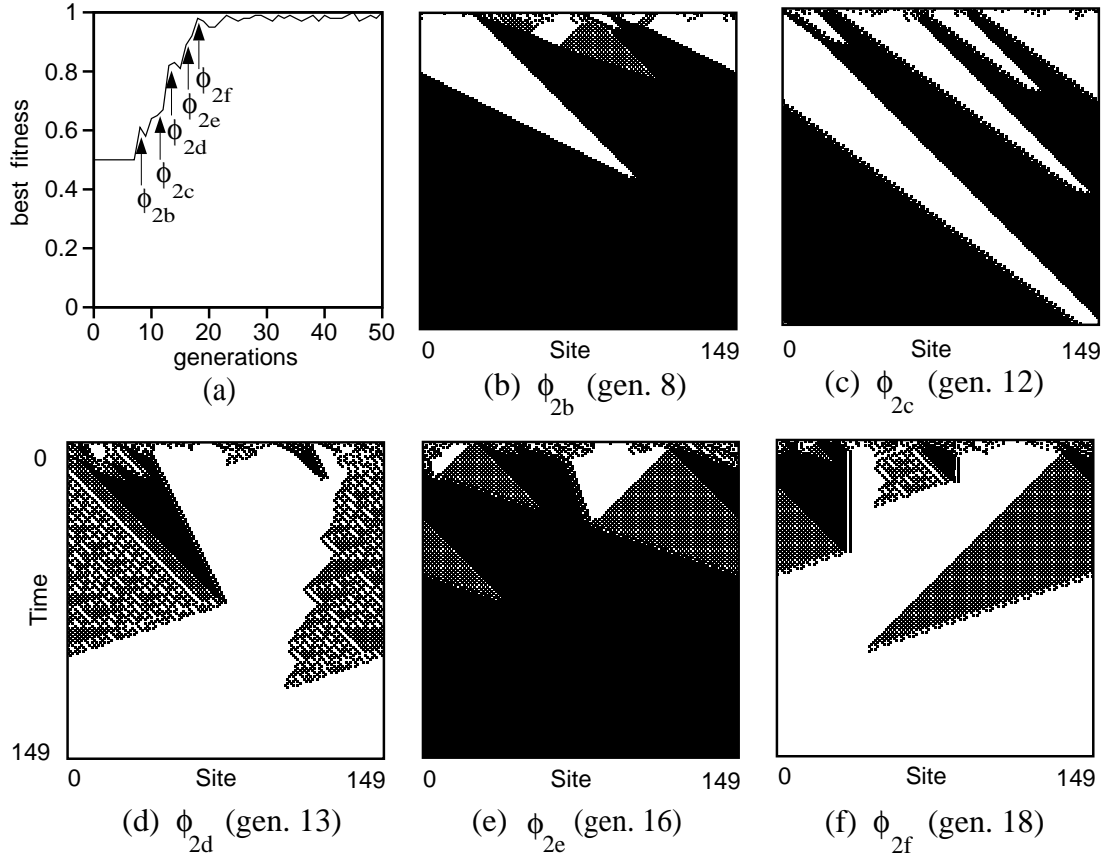 1
0.8
0.6
0.4
0.2
0
best fitness
ϕ2f
ϕ2e
ϕ2d
ϕ2c
ϕ2b
0 10 20 30 40 50
generations
(a)
0 Site 149
(b) ϕ2b (gen. 8)
0 Site 149
(c) ϕ2c (gen. 12)
0
Time
149
0 Site 149
(d) ϕ2d (gen. 13)
0 Site 149
(e) ϕ2e (gen. 16)
0 Site 149
(f) ϕ2f (gen. 18)